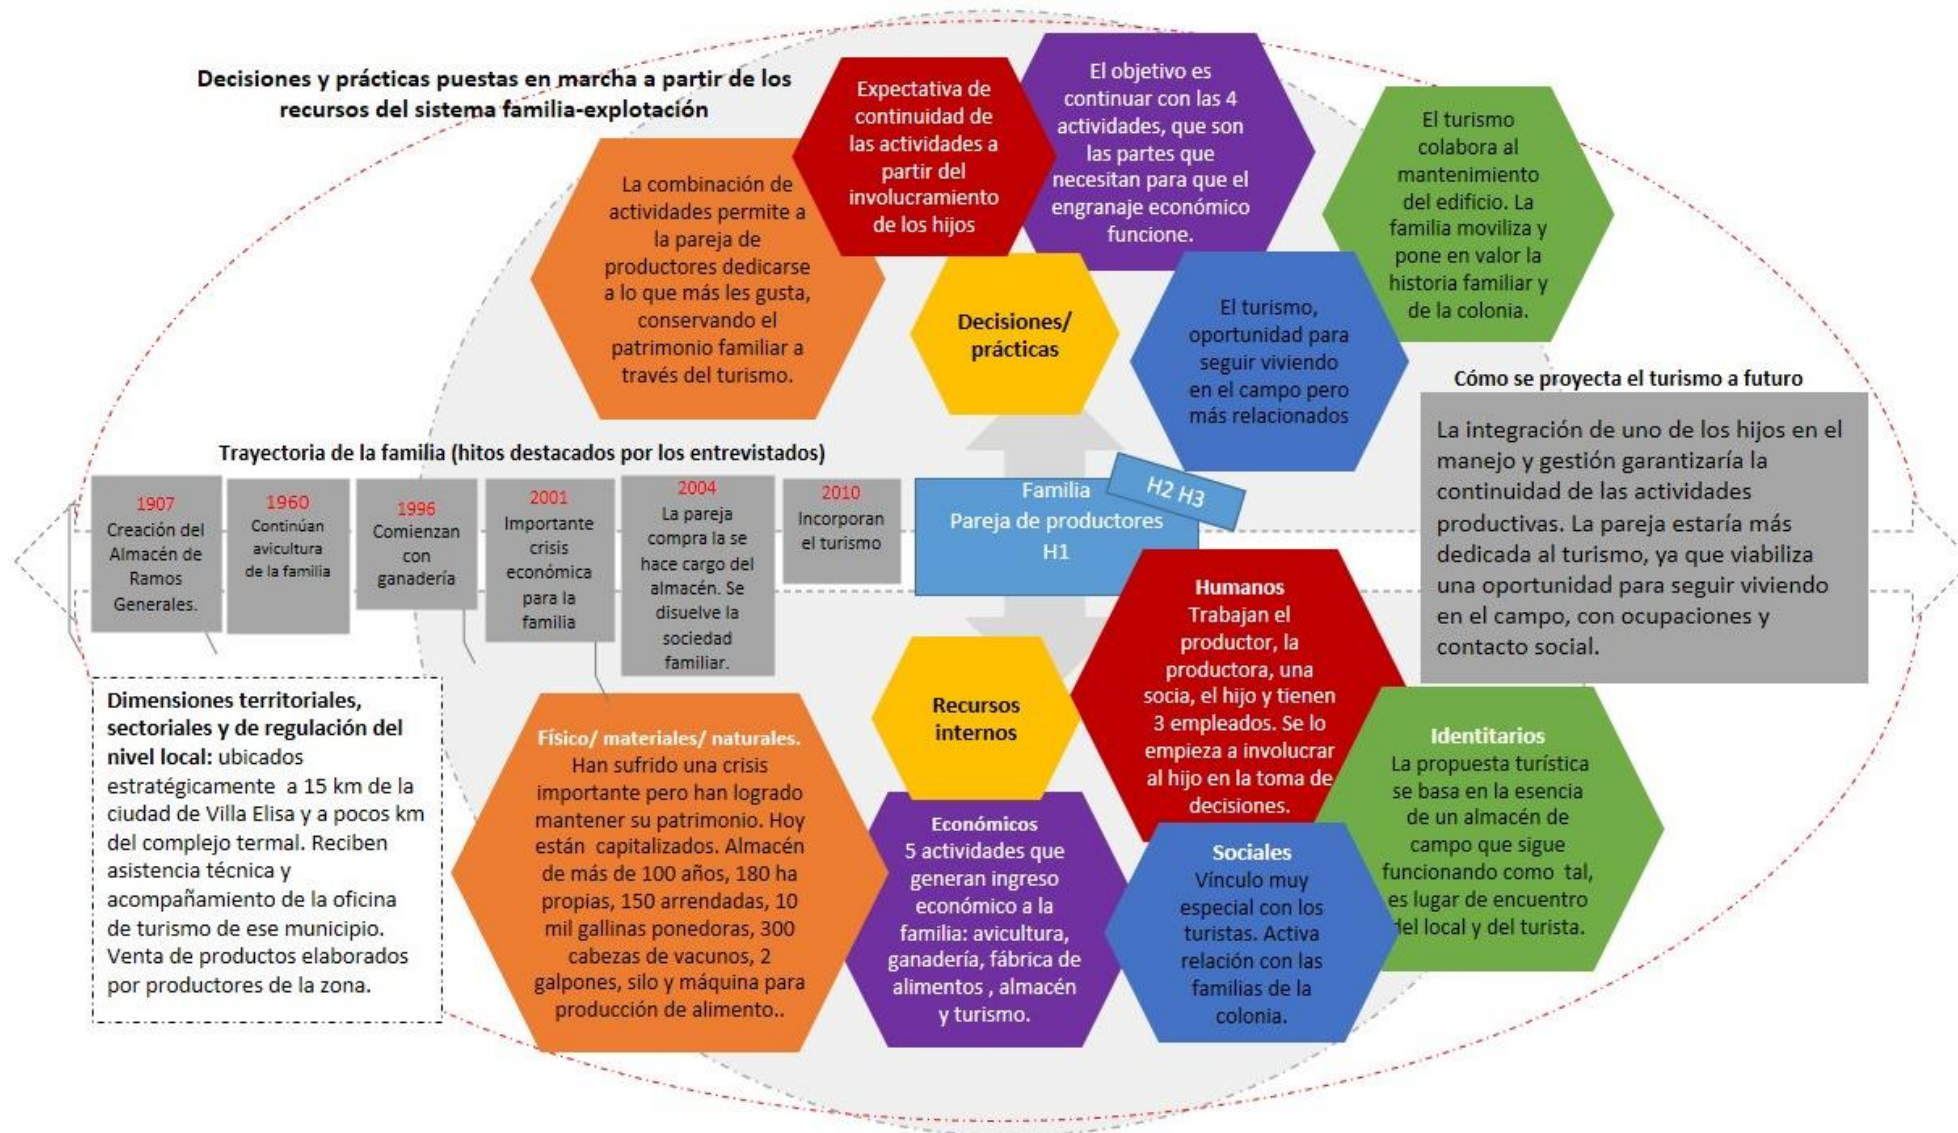 Decisiones y prácticas puestas en marcha a partir de los
recursos del sistema familia-explotación
La combinación de
actividades permite a
la pareja de
productores dedicarse
a lo que más les gusta,
conservando el
patrimonio familiar a
través del turismo.
Expectativa de
continuidad de
las actividades a
partir del
involucramiento
de los hijos
El objetivo es
continuar con las 4
actividades, que son
las partes que
necesitan para que el
engranaje económico
funcione.
El turismo
colabora al
mantenimiento
del edificio. La
familia moviliza y
pone en valor la
historia familiar y
de la colonia.
Decisiones/
prácticas
El turismo,
oportunidad para
seguir viviendo
en el campo pero
más relacionados
Trayectoria de la familia (hitos destacados por los entrevistados)
1907
Creación del
Almacén de
Ramos
Generales.
1960
Continúan
avicultura
de la familia
1996
Comienzan
con
ganadería
2001
Importante
crisis
económica
para la
familia
2004
La pareja
compra la se
hace cargo del
almacén. Se
disuelve la
sociedad
familiar.
2010
Incorporan
el turismo
Familia
Pareja de productores
H1
H2 H3
Cómo se proyecta el turismo a futuro
La integración de uno de los hijos en el
manejo y gestión garantizaría la
continuidad de las actividades
productivas. La pareja estaría más
dedicada al turismo, ya que viabiliza
una oportunidad para seguir viviendo
en el campo, con ocupaciones y
contacto social.
Dimensiones territoriales,
sectoriales y de regulación del
nivel local: ubicados
estratégicamente a 15 km de la
ciudad de Villa Elisa y a pocos km
del complejo termal. Reciben
asistencia técnica y
acompañamiento de la oficina
de turismo de ese municipio.
Venta de productos elaborados
por productores de la zona.
Físico/ materiales/ naturales.
Han sufrido una crisis
importante pero han logrado
mantener su patrimonio. Hoy
están capitalizados. Almacén
de más de 100 años, 180 ha
propias, 150 arrendadas, 10
mil gallinas ponedoras, 300
cabezas de vacunos, 2
galpones, silo y máquina para
producción de alimento..
Recursos
internos
Económicos
5 actividades que
generan ingreso
económico a la
familia: avicultura,
ganadería, fábrica de
alimentos , almacén
y turismo.
Humanos
Trabajan el
productor, la
productora, una
socia, el hijo y tienen
3 empleados. Se lo
empieza a involucrar
al hijo en la toma de
decisiones.
Sociales
Vínculo muy
especial con los
turistas. Activa
relación con las
familias de la
colonia.
Identitarios
La propuesta turística
se basa en la esencia
de un almacén de
campo que sigue
funcionando como tal,
es lugar de encuentro
del local y del turista.